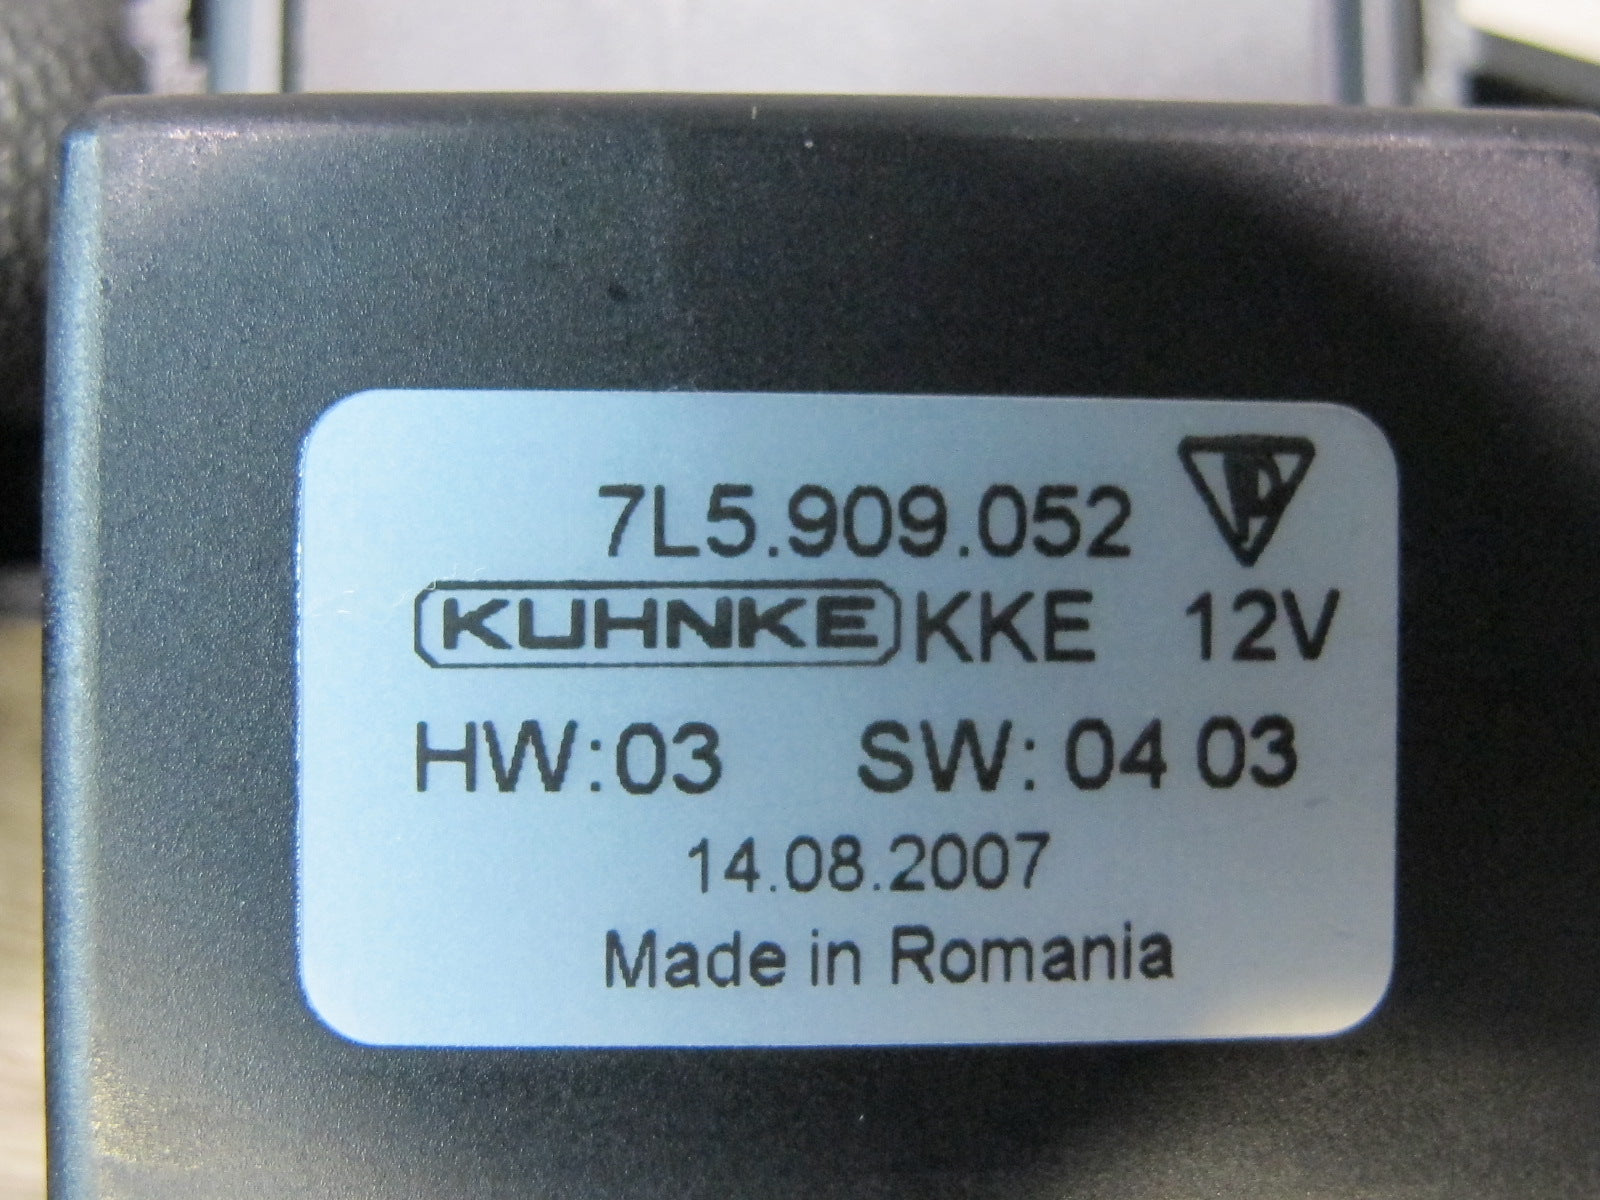 7L5.909.052
KUHNKE KKE 12V
HW:03 SW: 04 03
14.08.2007
Made in Romania